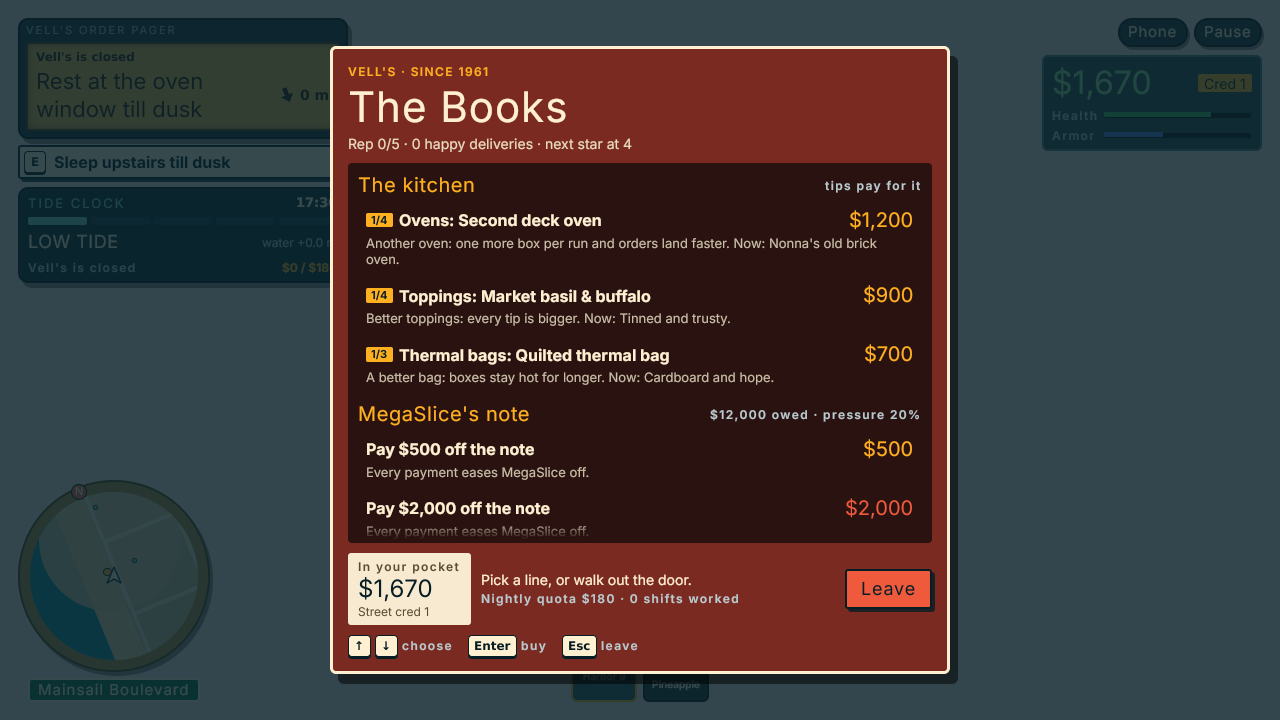 VELL'S ORDER PAGER
Vell's is closed
Rest at the oven
window till dusk
0 m
E Sleep upstairs till dusk
TIDE CLOCK
LOW TIDE
water +0.0
Vell's is closed
Phone
Pause
$1,670
Cred 1
Health
Armor
VELL'S · SINCE 1961
The Books
Rep 0/5 · 0 happy deliveries · next star at 4
The kitchen
tips pay for it
1/4 Ovens: Second deck oven
$1,200
Another oven: one more box per run and orders land faster. Now: Nonna's old brick
oven.
1/4 Toppings: Market basil & buffalo
$900
Better toppings: every tip is bigger. Now: Tinned and trusty.
1/3 Thermal bags: Quilted thermal bag
$700
A better bag: boxes stay hot for longer. Now: Cardboard and hope.
MegaSlice's note
$12,000 owed · pressure 20%
Pay $500 off the note
$500
Every payment eases MegaSlice off.
Pay $2,000 off the note
$2,000
Every payment eases MegaSlice off.
In your pocket
$1,670
Street cred 1
Pick a line, or walk out the door.
Nightly quota $180 · 0 shifts worked
Leave
↑ ↓ choose Enter buy Esc leave
N
Mainsail Boulevard
Pineapple